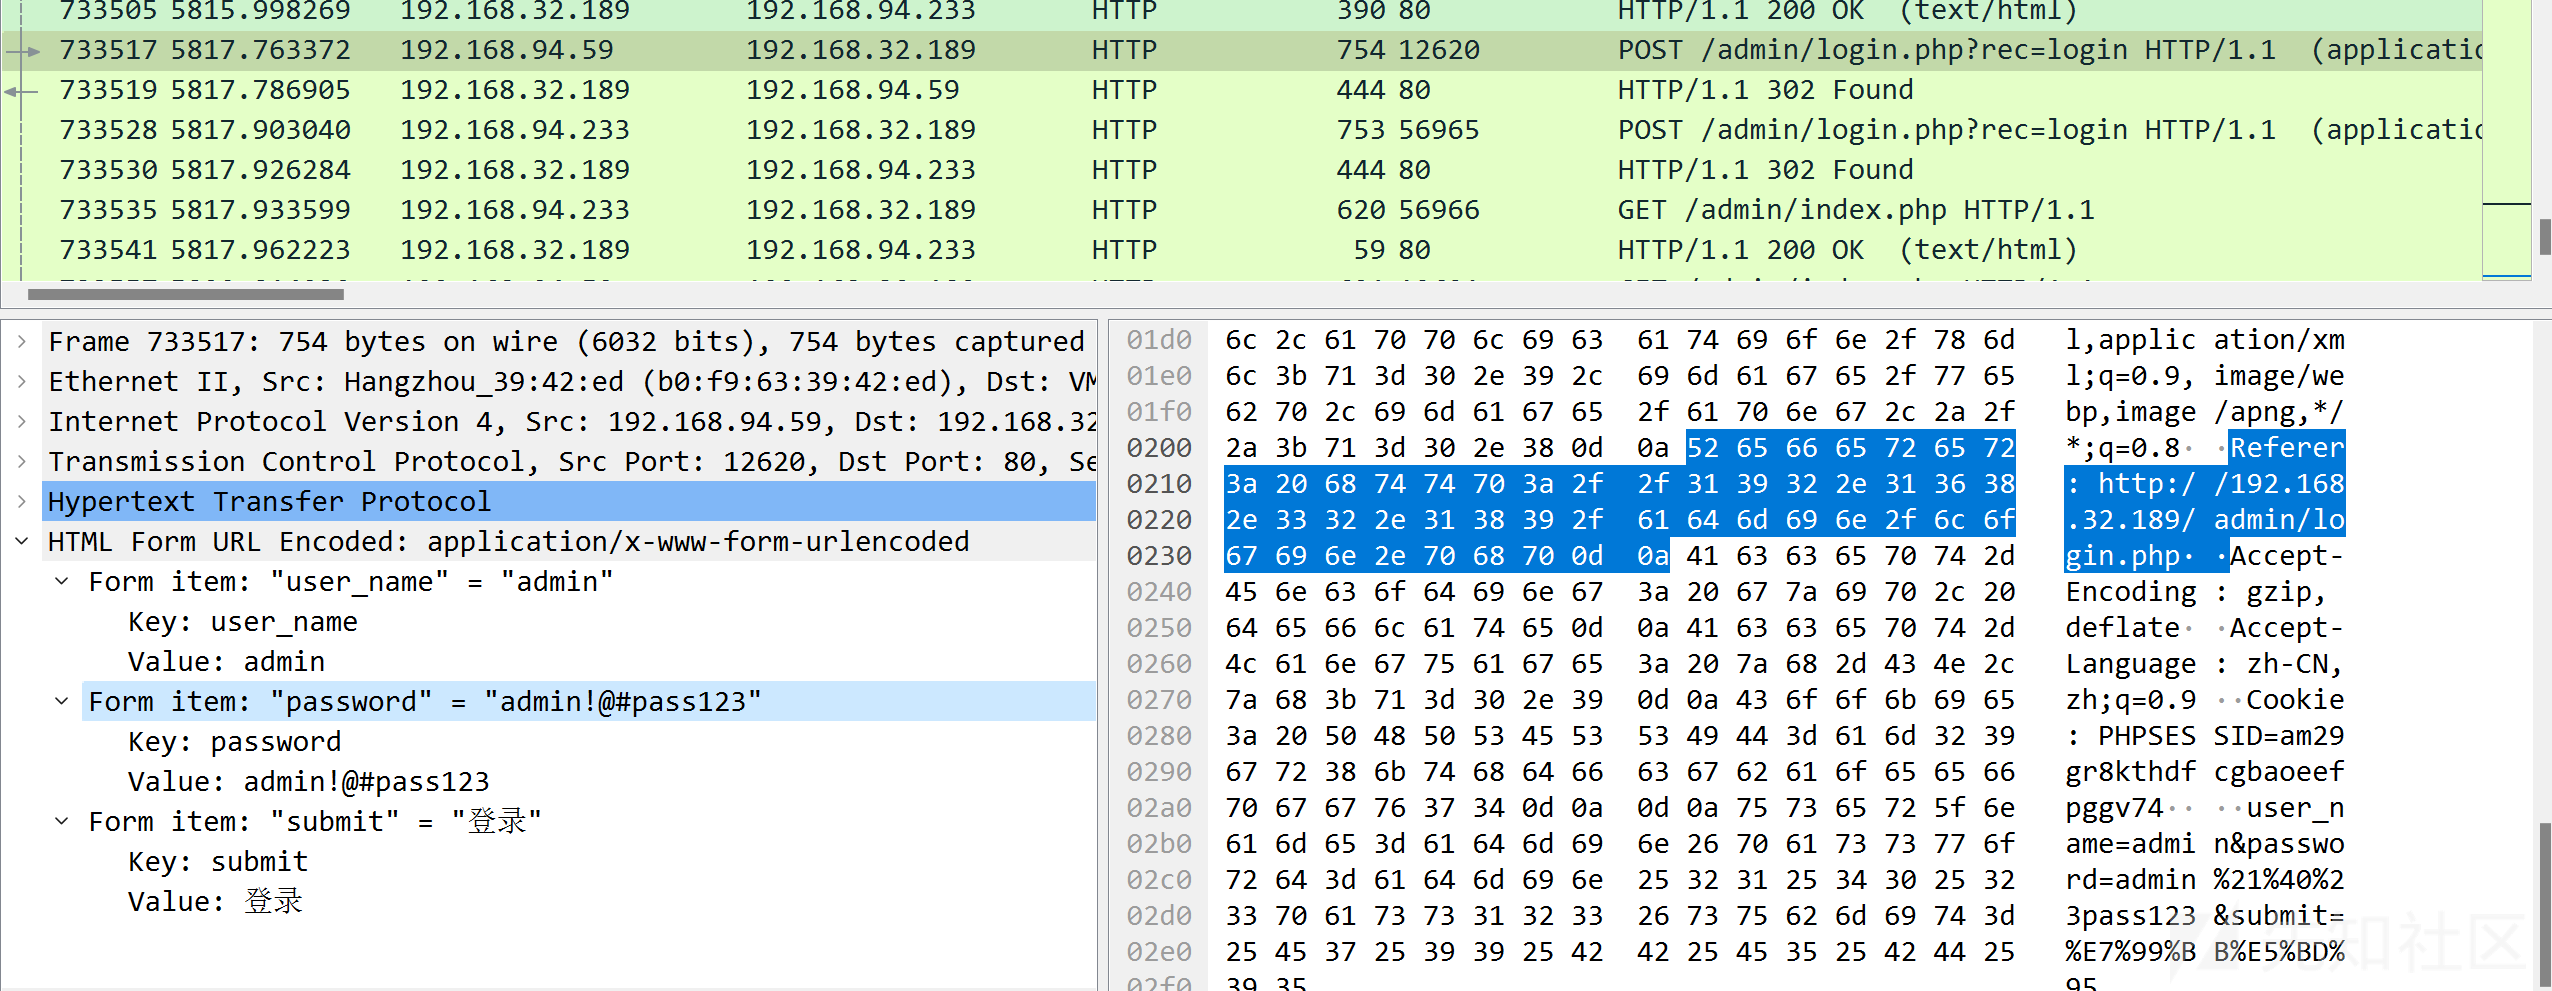 733505 5815.998269 192.168.32.189 192.168.94.233 HTTP 390 80 HTTP/1.1 200 OK (text/html)
733517 5817.763372 192.168.94.59 192.168.32.189 HTTP 754 12620 POST /admin/login.php?rec=login HTTP/1.1 (applicatic
733519 5817.786905 192.168.32.189 192.168.94.59 HTTP 444 80 HTTP/1.1 302 Found
733528 5817.903040 192.168.94.233 192.168.32.189 HTTP 753 56965 POST /admin/login.php?rec=login HTTP/1.1 (applicatic
733530 5817.926284 192.168.32.189 192.168.94.233 HTTP 444 80 HTTP/1.1 302 Found
733535 5817.933599 192.168.94.233 192.168.32.189 HTTP 620 56966 GET /admin/index.php HTTP/1.1
733541 5817.962223 192.168.32.189 192.168.94.233 HTTP 59 80 HTTP/1.1 200 OK (text/html)
Frame 733517: 754 bytes on wire (6032 bits), 754 bytes captured
Ethernet II, Src: Hangzhou_39:42:ed (b0:f9:63:39:42:ed), Dst: VM
Internet Protocol Version 4, Src: 192.168.94.59, Dst: 192.168.32
Transmission Control Protocol, Src Port: 12620, Dst Port: 80, Se
Hypertext Transfer Protocol
HTML Form URL Encoded: application/x-www-form-urlencoded
Form item: "user_name" = "admin"
Key: user_name
Value: admin
Form item: "password" = "admin!@#pass123"
Key: password
Value: admin!@#pass123
Form item: "submit" = "登录"
Key: submit
Value: 登录
01d0 6c 2c 61 70 70 6c 69 63 61 74 69 6f 6e 2f 78 6d l,applic ation/xm
01e0 6c 3b 71 3d 30 2e 39 2c 69 6d 61 67 65 2f 77 65 l;q=0.9, image/we
01f0 62 70 2c 69 6d 61 67 65 2f 61 70 6e 67 2c 2a 2f bp,image /apng,*/
0200 2a 3b 71 3d 30 2e 38 0d 0a 52 65 66 65 72 65 72 *;q=0.8· ·Referer
0210 3a 20 68 74 74 70 3a 2f 2f 31 39 32 2e 31 36 38 : http:/ /192.168
0220 2e 33 32 2e 31 38 39 2f 61 64 6d 69 6e 2f 6c 6f .32.189/ admin/lo
0230 67 69 6e 2e 70 68 70 0d 0a 41 63 63 65 70 74 2d gin.php· ·Accept-
0240 45 6e 63 6f 64 69 6e 67 3a 20 67 7a 69 70 2c 20 Encoding : gzip,
0250 64 65 66 6c 61 74 65 0d 0a 41 63 63 65 70 74 2d deflate· ·Accept-
0260 4c 61 6e 67 75 61 67 65 3a 20 7a 68 2d 43 4e 2c Language : zh-CN,
0270 7a 68 3b 71 3d 30 2e 39 0d 0a 43 6f 6f 6b 69 65 zh;q=0.9 ··Cookie
0280 3a 20 50 48 50 53 45 53 53 49 44 3d 61 6d 32 39 : PHPSES SID=am29
0290 67 72 38 6b 74 68 64 66 63 67 62 61 6f 65 65 66 gr8kthdf cgbaoeef
02a0 70 67 67 76 37 34 0d 0a 0d 0a 75 73 65 72 5f 6e pggv74·· ··user_n
02b0 61 6d 65 3d 61 64 6d 69 6e 26 70 61 73 73 77 6f ame=admi n&passwo
02c0 72 64 3d 61 64 6d 69 6e 25 32 31 25 34 30 25 32 rd=admin %21%40%2
02d0 33 70 61 73 73 31 32 33 26 73 75 62 6d 69 74 3d 3pass123 &submit=
02e0 25 45 37 25 39 39 25 42 42 25 45 35 25 42 44 25 %E7%99%B B%E5%BD%
02f0 39 35 95
先知社区